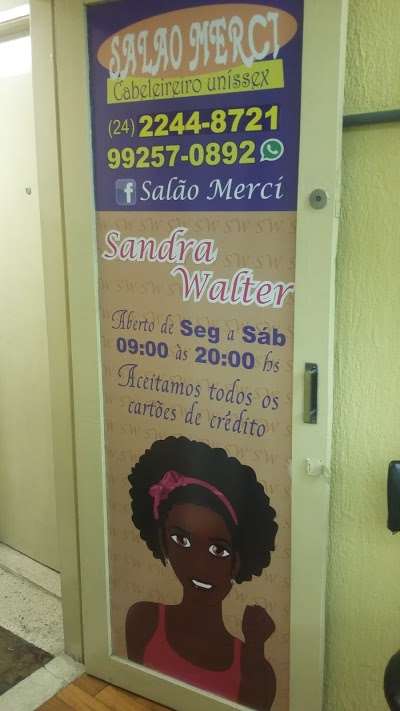 SALÃO MERCI
Cabeleireiro uníssex
(24) 2244-8721
99257-0892
f Salão Mercí
Sandra
Walter
Aberto de Seg a Sáb
09:00 às 20:00 hs
Aceitamos todos os
cartões de crédito